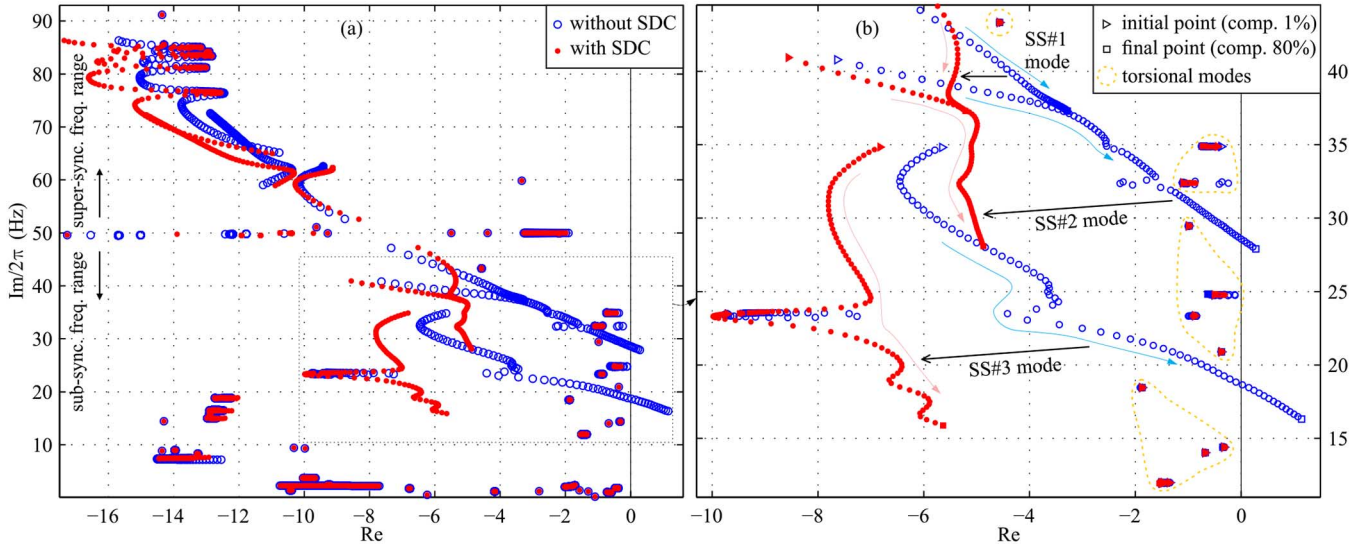 (a)
without SDC
with SDC
90
80
70
60
50
40
30
20
10
Im/2π (Hz)
super-sync. freq. range
sub-sync. freq. range
−16
−14
−12
−10
−8
−6
−4
−2
0
Re
(b)
initial point (comp. 1%)
final point (comp. 80%)
torsional modes
SS#1
mode
SS#2 mode
SS#3 mode
40
35
30
25
20
15
−10
−8
−6
−4
−2
0
Re